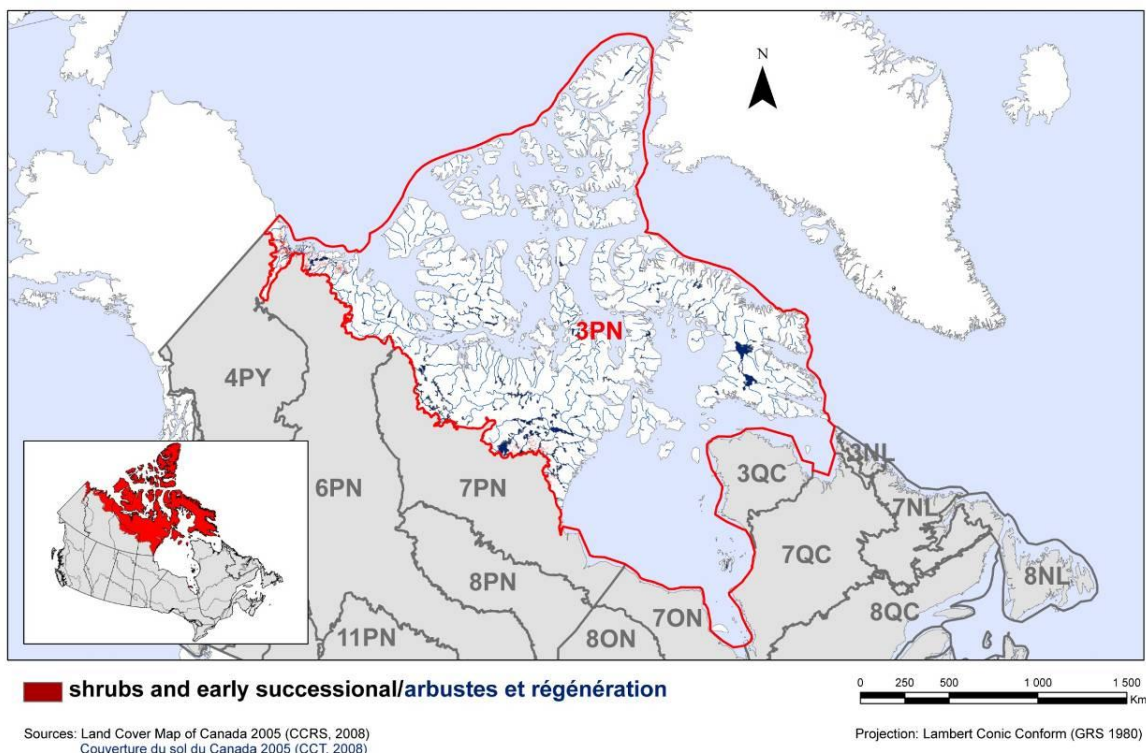 N
3PN
4PY
3QC
3NL
6PN
7PN
7NL
7QC
8NL
8PN
7ON
8QC
11PN
8ON
shrubs and early successional/arbustes et régénération
0 250 500 1 000 1 500
Km
Sources: Land Cover Map of Canada 2005 (CCRS, 2008)
Couverture du sol du Canada 2005 (CCT, 2008)
Projection: Lambert Conic Conform (GRS 1980)